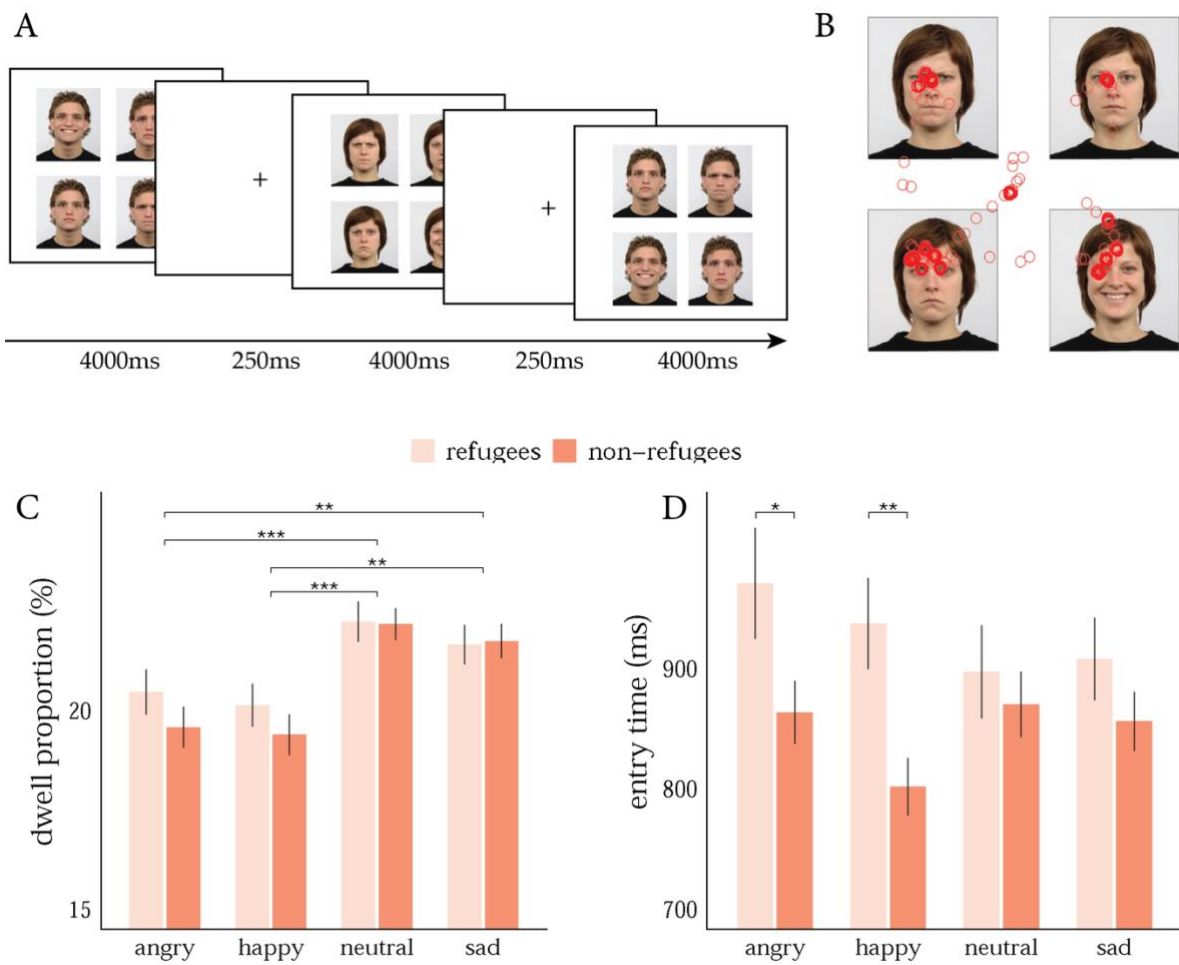 A
B
+
+
4000ms 250ms 4000ms 250ms 4000ms
refugees non-refugees
C
dwell proportion (%)
20
15
**
***
**
***
angry happy neutral sad
D
entry time (ms)
900
800
700
*
**
angry happy neutral sad